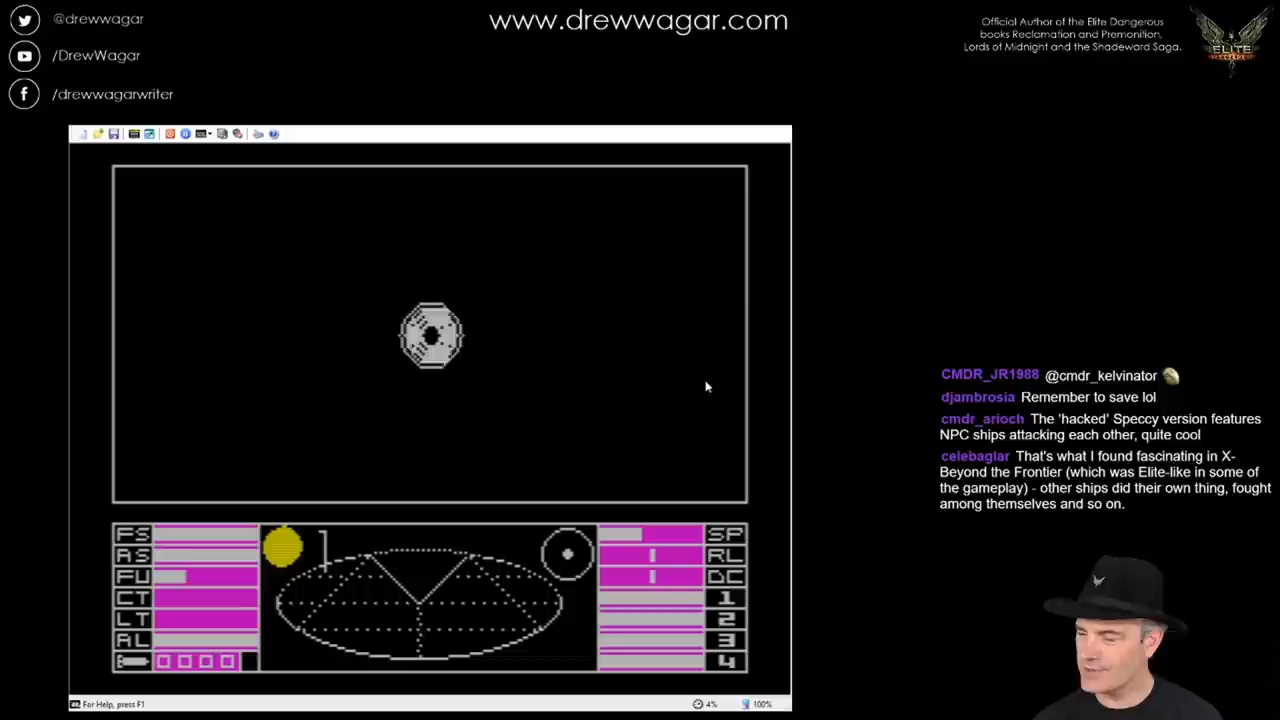 @drewwagar
/DrewWagar
/drewwagarwriter
www.drewwagar.com
Official Author of the Elite Dangerous
books Reclamation and Premonition,
Lords of Midnight and the Shadeward Saga.
ELITE
DANGEROUS
CMDR_JR1988 @cmdr_kelvinator
djambrosia Remember to save lol
cmdr_arioch The 'hacked' Speccy version features
NPC ships attacking each other, quite cool
celebaglar That's what I found fascinating in X-
Beyond the Frontier (which was Elite-like in some of
the gameplay) - other ships did their own thing, fought
among themselves and so on.
FS
AS
FU
CT
LT
AL
SP
RL
DC
1
2
3
4
For Help, press F1
4%
100%